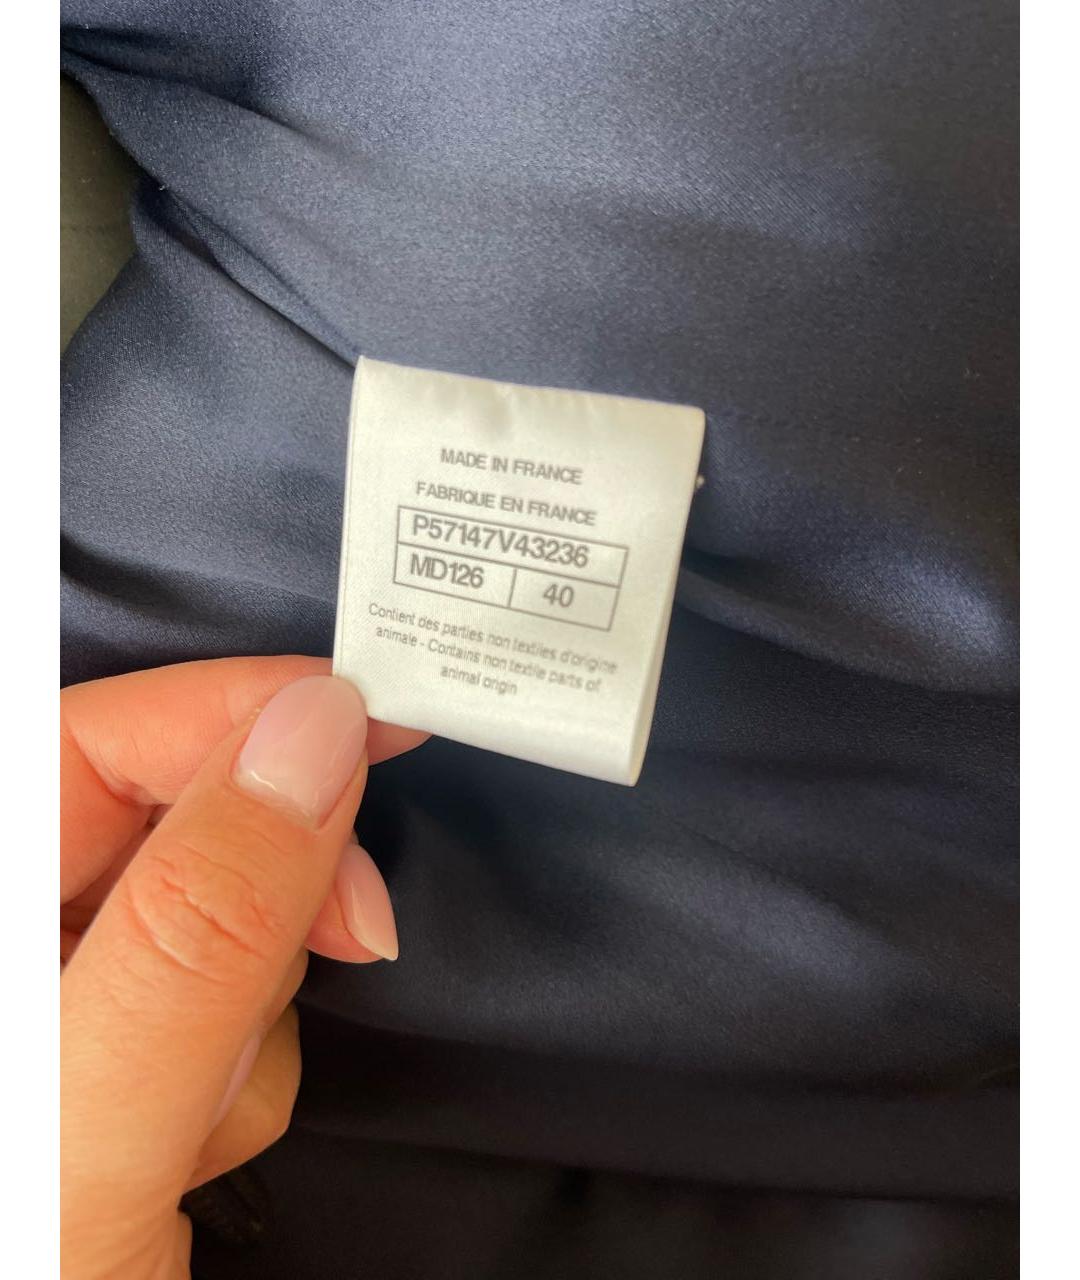 MADE IN FRANCE
FABRIQUE EN FRANCE
P57147V43236
MD126 40
Contient des parties non textiles d'origine
animale - Contains non textile parts of
animal origin